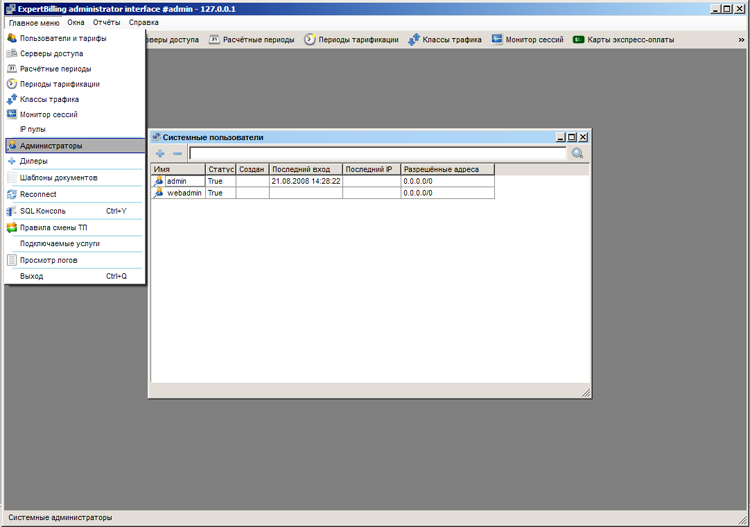 ExpertBilling administrator interface #admin - 127.0.0.1
Главное меню Окна Отчёты Справка
Пользователи и тарифы
Серверы доступа
Расчётные периоды
Периоды тарификации
Классы трафика
Монитор сессий
IP пулы
Администраторы
Дилеры
Шаблоны документов
Reconnect
SQL Консоль Ctrl+Y
Правила смены ТП
Подключаемые услуги
Просмотр логов
Выход Ctrl+Q
доступа Расчётные периоды Периоды тарификации Классы трафика Монитор сессий Карты экспресс-оплаты »
Системные пользователи
Имя Статус Создан Последний вход Последний IP Разрешённые адреса
admin True 21.08.2008 14:28:22 0.0.0.0/0
webadmin True 0.0.0.0/0
Системные администраторы